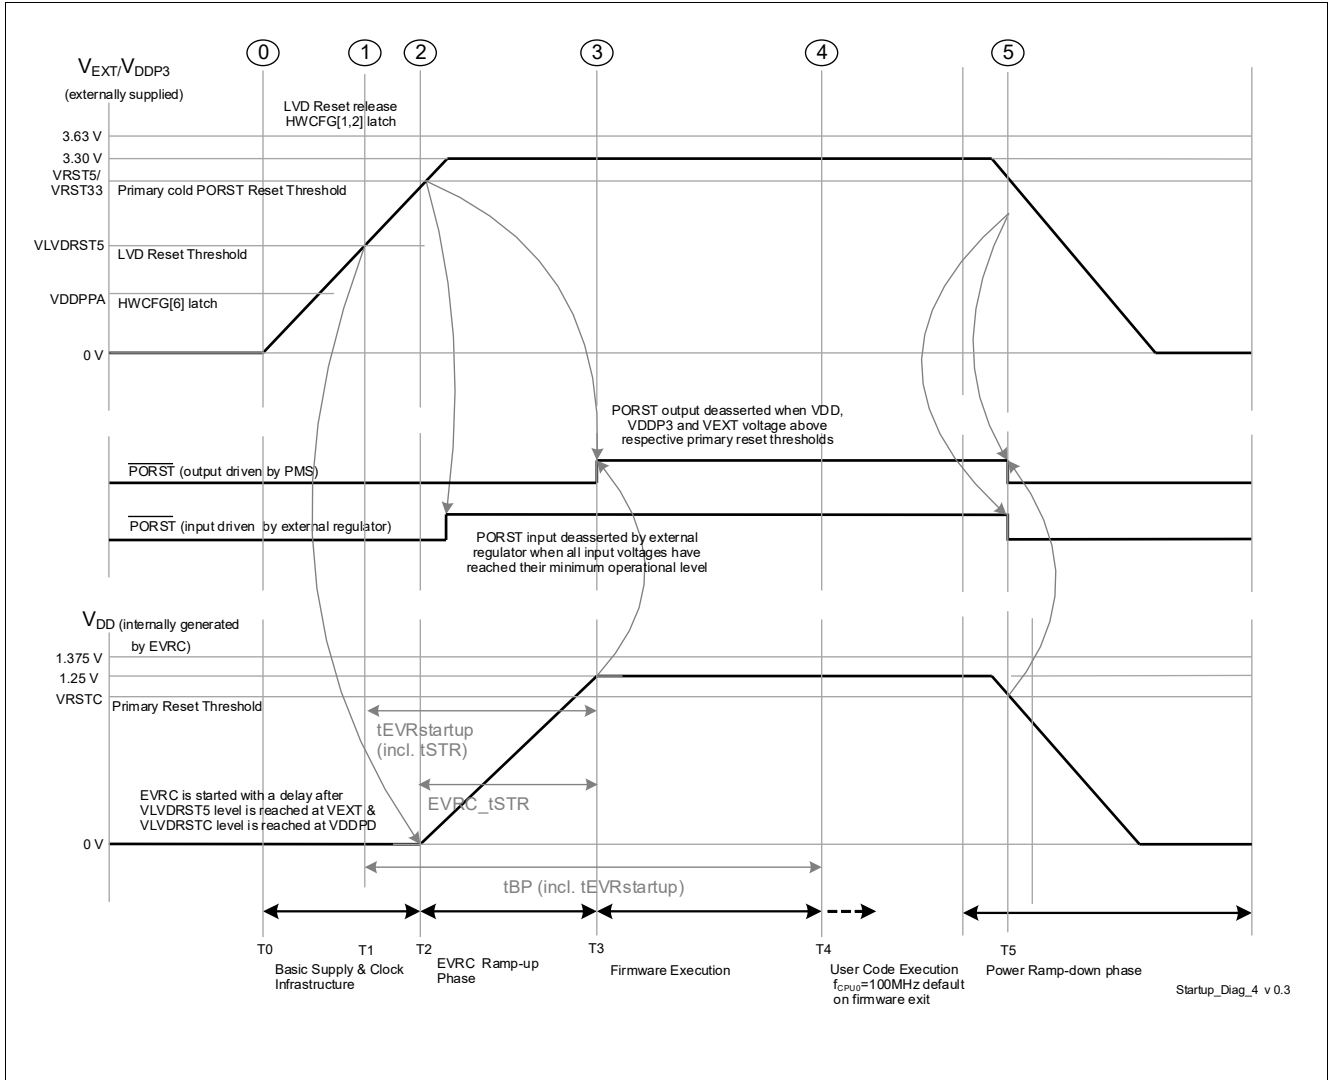 0
1
2
3
4
5
VEXT/VDDP3
(externally supplied)
LVD Reset release
HWCFG[1,2] latch
3.63 V
3.30 V
VRST5/
VRST33
Primary cold PORST Reset Threshold
VLVDRST5
LVD Reset Threshold
VDDPPA
HWCFG[6] latch
0 V
PORST output deasserted when VDD,
VDDP3 and VEXT voltage above
respective primary reset thresholds
PORST (output driven by PMS)
PORST (input driven by external regulator)
PORST input deasserted by external
regulator when all input voltages have
reached their minimum operational level
VDD (internally generated
by EVRC)
1.375 V
1.25 V
VRSTC
Primary Reset Threshold
tEVRstartup
(incl. tSTR)
EVRC_tSTR
EVRC is started with a delay after
VLVDRST5 level is reached at VEXT &
VLVDRSTC level is reached at VDDPD
0 V
tBP (incl. tEVRstartup)
T0
T1
T2
T3
T4
T5
Basic Supply & Clock
Infrastructure
EVRC Ramp-up
Phase
Firmware Execution
User Code Execution
fCPU0=100MHz default
on firmware exit
Power Ramp-down phase
Startup_Diag_4 v 0.3